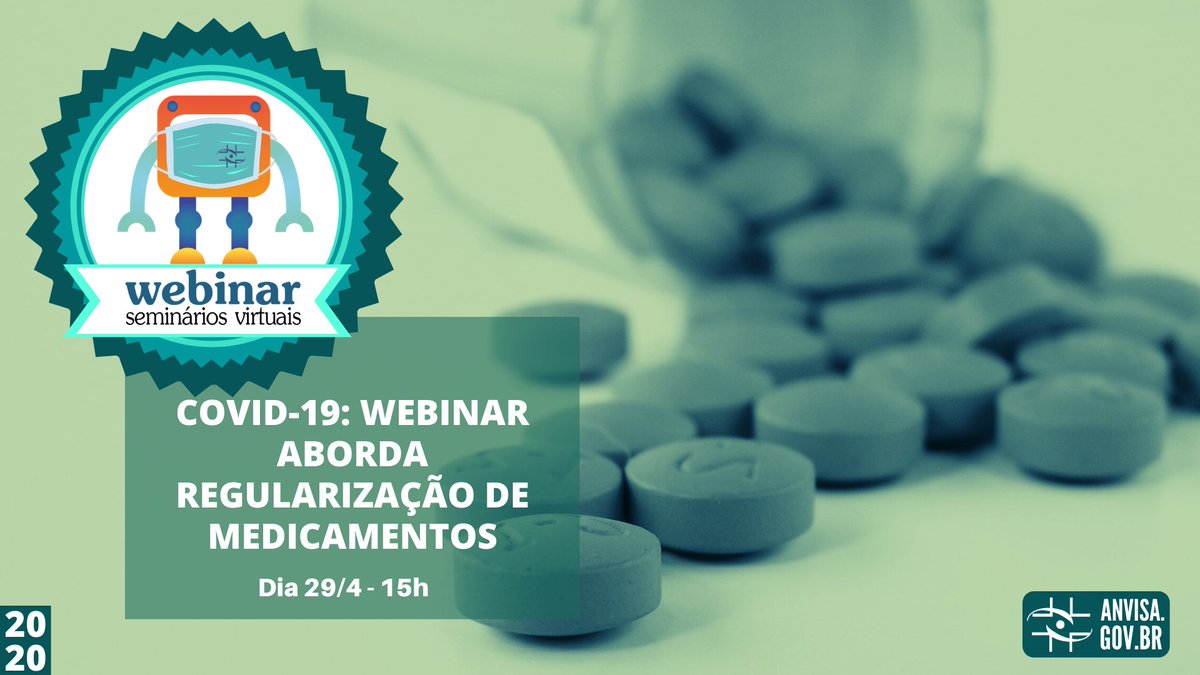 webinar
seminários virtuais
COVID-19: WEBINAR
ABORDA
REGULARIZAÇÃO DE
MEDICAMENTOS
Dia 29/4 - 15h
20
20
ANVISA.
GOV.BR